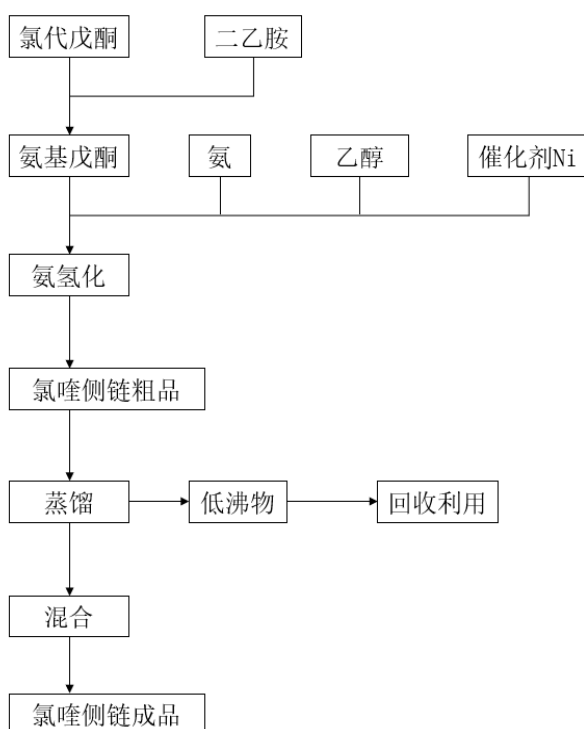 氯代戊酮
二乙胺
氨基戊酮
氨
乙醇
催化剂Ni
氨氢化
氯喹侧链粗品
蒸馏
低沸物
回收利用
混合
氯喹侧链成品